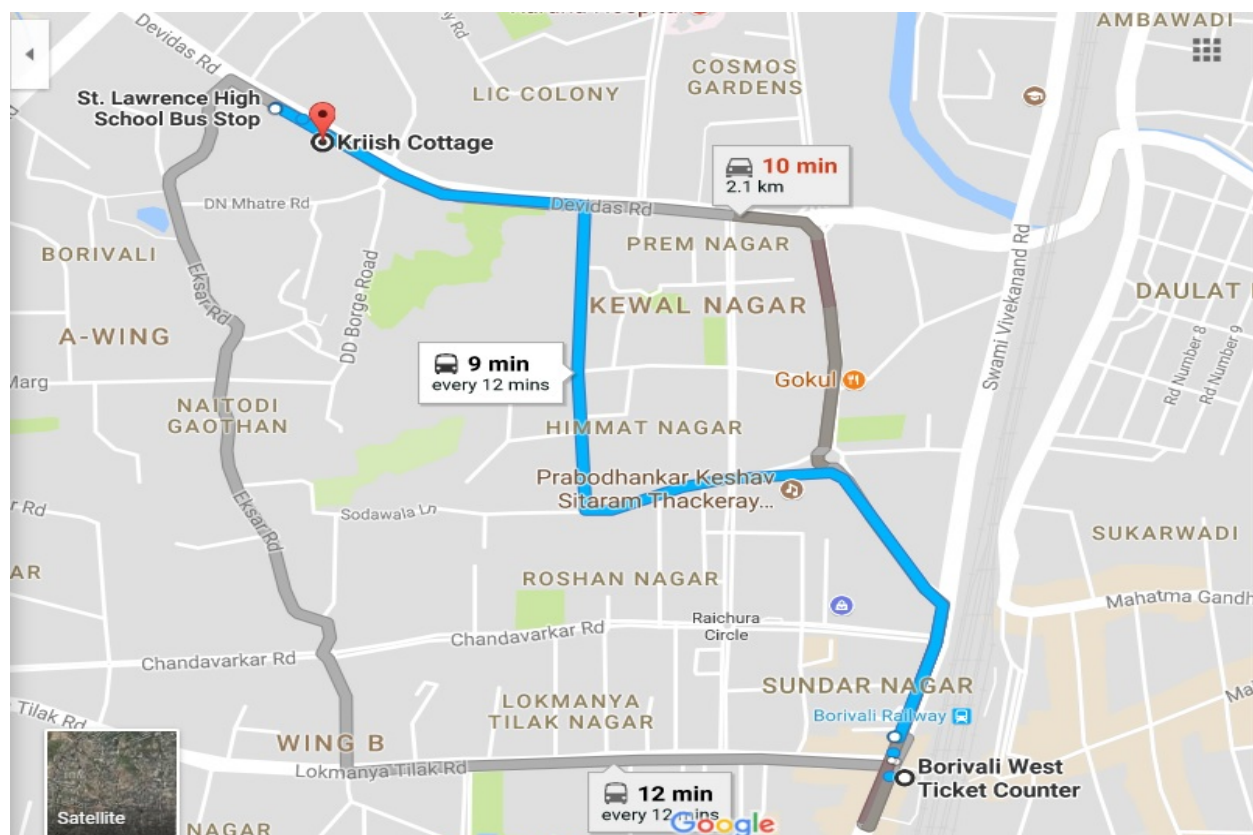 AMBAWADI
Devidas Rd
COSMOS
GARDENS
LIC COLONY
St. Lawrence High
School Bus Stop
Kriish Cottage
10 min
2.1 km
DN Mhatre Rd
Devidas Rd
PREM NAGAR
BORIVALI
Eksar Rd
DD Borge Road
KEWAL NAGAR
Swami Vivekanand Rd
DAULAT
Rd Number 8
Rd Number 9
A-WING
9 min
every 12 mins
Marg
Gokul
NAITODI
GAOTHAN
HIMMAT NAGAR
Prabodhankar Keshav
Sitaram Thackeray...
Sodawala Ln
Rd
Eksar Rd
SUKARWADI
AR
ROSHAN NAGAR
Raichura
Circle
Mahatma Gandh
Chandavarkar Rd
Chandavarkar Rd
SUNDAR NAGAR
LOKMANYA
TILAK NAGAR
Borivali Railway
Tilak Rd
WING B
Lokmanya Tilak Rd
Borivali West
Ticket Counter
12 min
every 12 mins
Google
Satellite
NAGAR